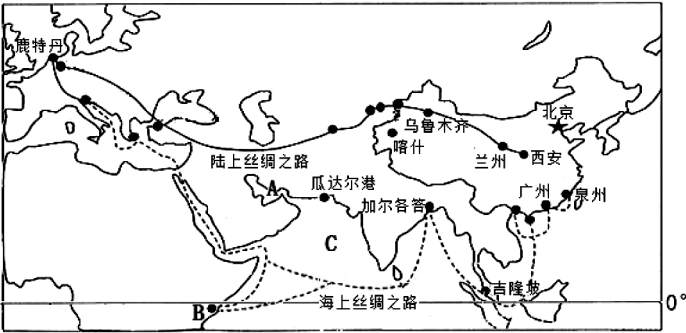 鹿特丹
乌鲁木齐
北京
喀什
兰州
西安
陆上丝绸之路
A
瓜达尔港
加尔各答
广州
泉州
C
吉隆坡
B
海上丝绸之路
0°